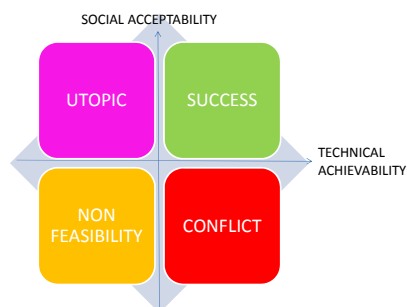 SOCIAL ACCEPTABILITY
UTOPIC
SUCCESS
TECHNICAL
ACHIEVABILITY
NON
FEASIBILITY
CONFLICT